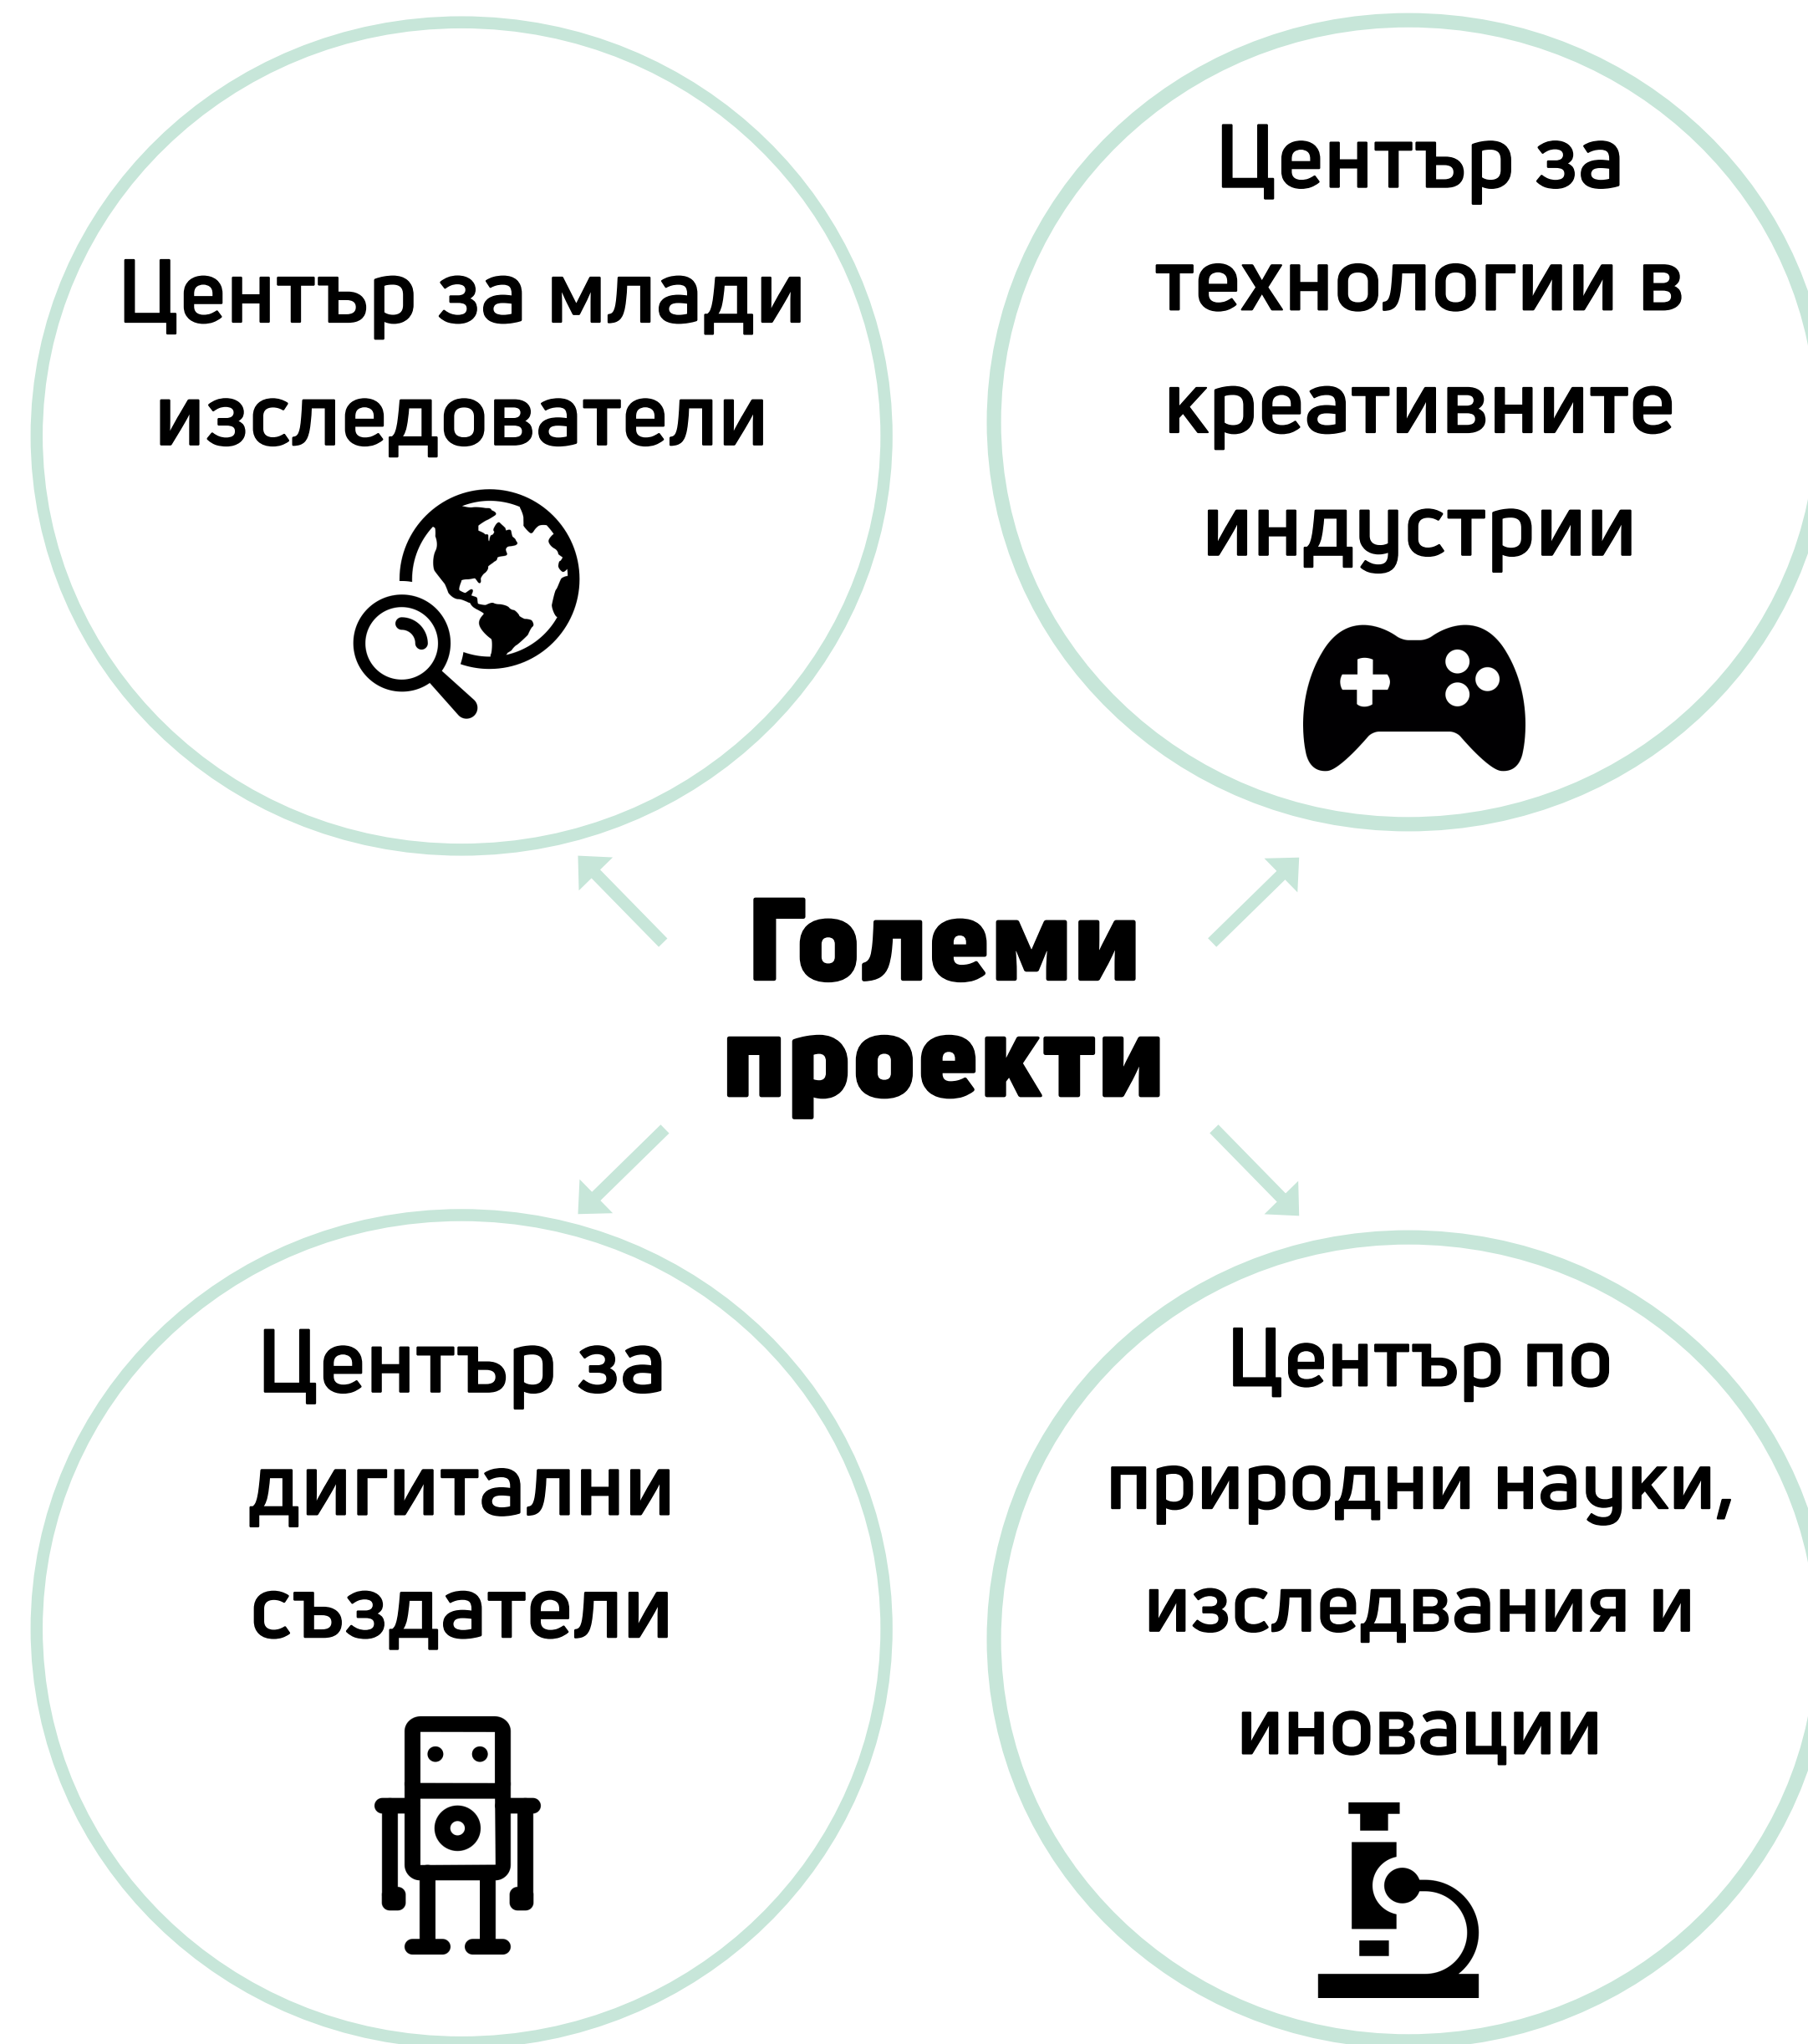 Център за млади
изследователи
Център за
технологии в
креативните
индустрии
Големи
проекти
Център за
дигитални
създатели
Център по
природни науки,
изследвания и
иновации